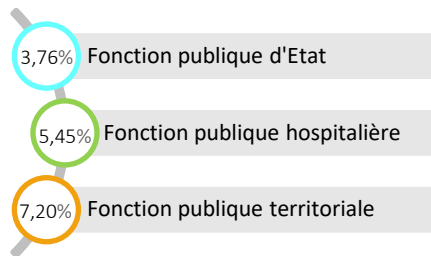 3,76% Fonction publique d'Etat
5,45% Fonction publique hospitalière
7,20% Fonction publique territoriale